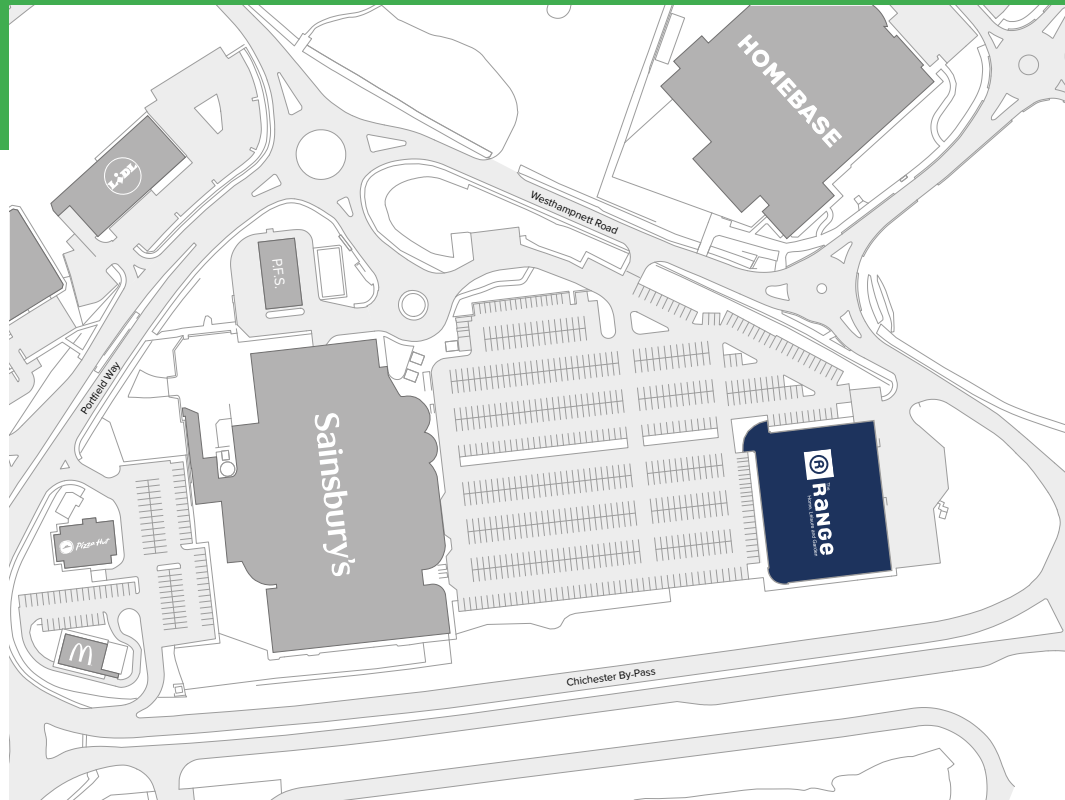 HOMEBASE
LiDL
Westhampnett Road
P.F.S.
Portfield Way
Sainsbury's
R
THE
RaNGe
Home, Leisure and Garden
Pizza Hut
M
Chichester By-Pass